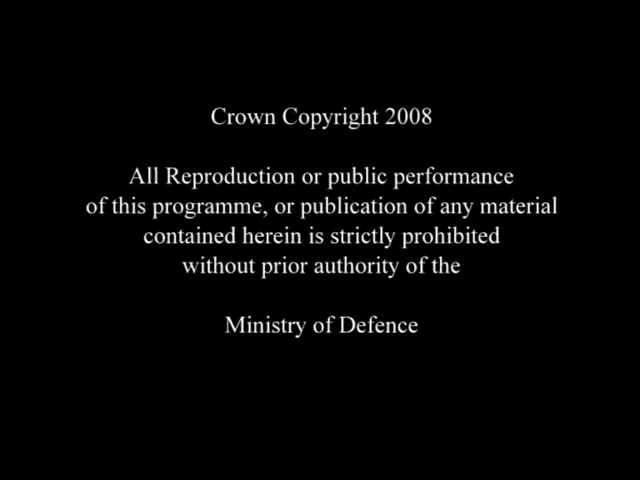 Crown Copyright 2008
All Reproduction or public performance
of this programme, or publication of any material
contained herein is strictly prohibited
without prior authority of the
Ministry of Defence